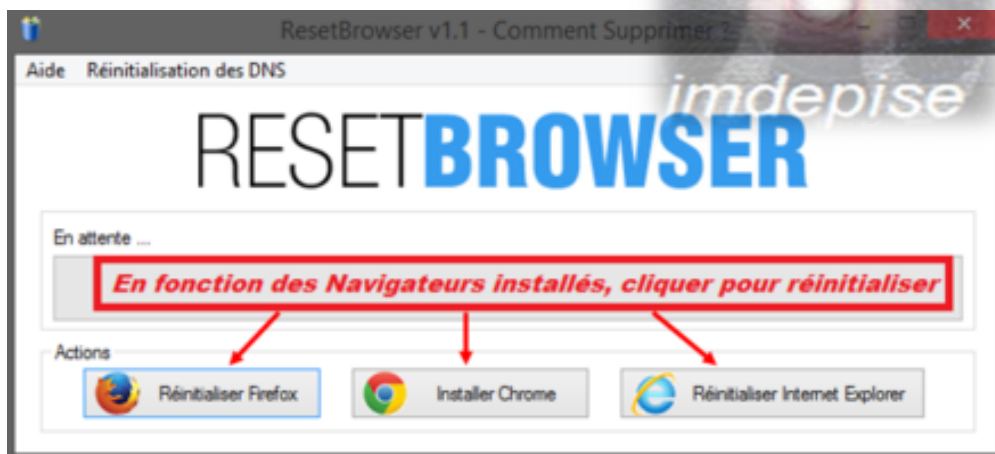 ResetBrowser v1.1 - Comment Supprimer ?
Aide Réinitialisation des DNS
imdepise
RESETBROWSER
En attente ...
En fonction des Navigateurs installés, cliquer pour réinitialiser
Actions
Réinitialiser Firefox Installer Chrome Réinitialiser Internet Explorer